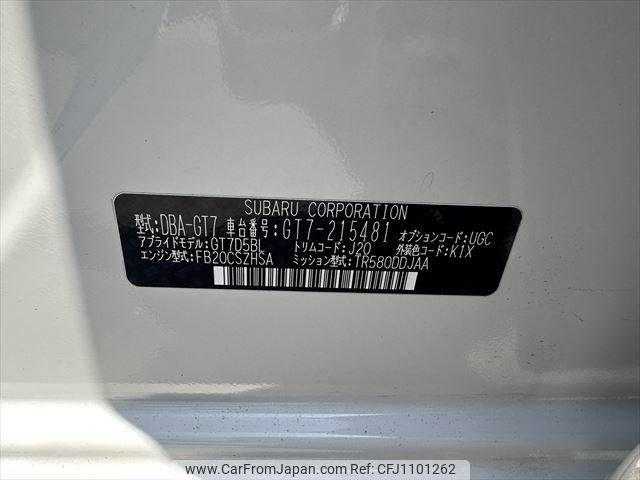 SUBARU CORPORATION
型式:DBA-GT7 車台番号:GT7-215481 オプションコード:UGC
アプライドモデル:GT7D5BL トリムコード:J20 外装色コード:K1X
エンジン型式:FB20CSZHSA ミッション型式:TR580DDJAA
www.CarFromJapan.com - Ref No CFJ1101262